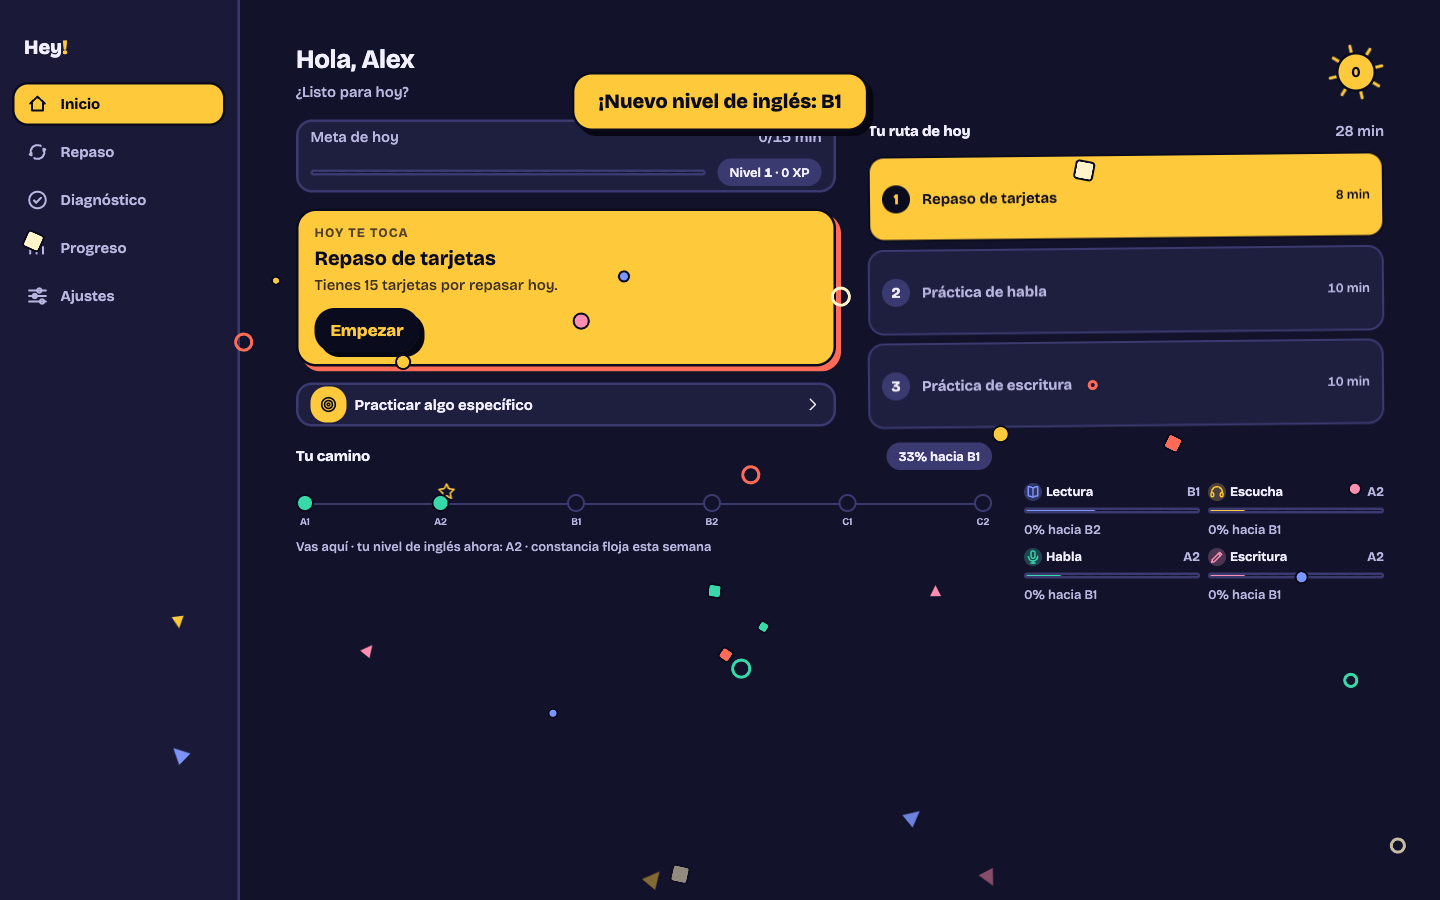 Hey!
Inicio
Repaso
Diagnóstico
Progreso
Ajustes
Hola, Alex
¿Listo para hoy?
0
¡Nuevo nivel de inglés: B1
Meta de hoy
0/15 min
Nivel 1 · 0 XP
HOY TE TOCA
Repaso de tarjetas
Tienes 15 tarjetas por repasar hoy.
Empezar
Practicar algo específico
Tu ruta de hoy
28 min
1 Repaso de tarjetas 8 min
2 Práctica de habla 10 min
3 Práctica de escritura 10 min
Tu camino
33% hacia B1
A1 A2 B1 B2 C1 C2
Vas aquí · tu nivel de inglés ahora: A2 · constancia floja esta semana
Lectura B1
0% hacia B2
Escucha A2
0% hacia B1
Habla A2
0% hacia B1
Escritura A2
0% hacia B1